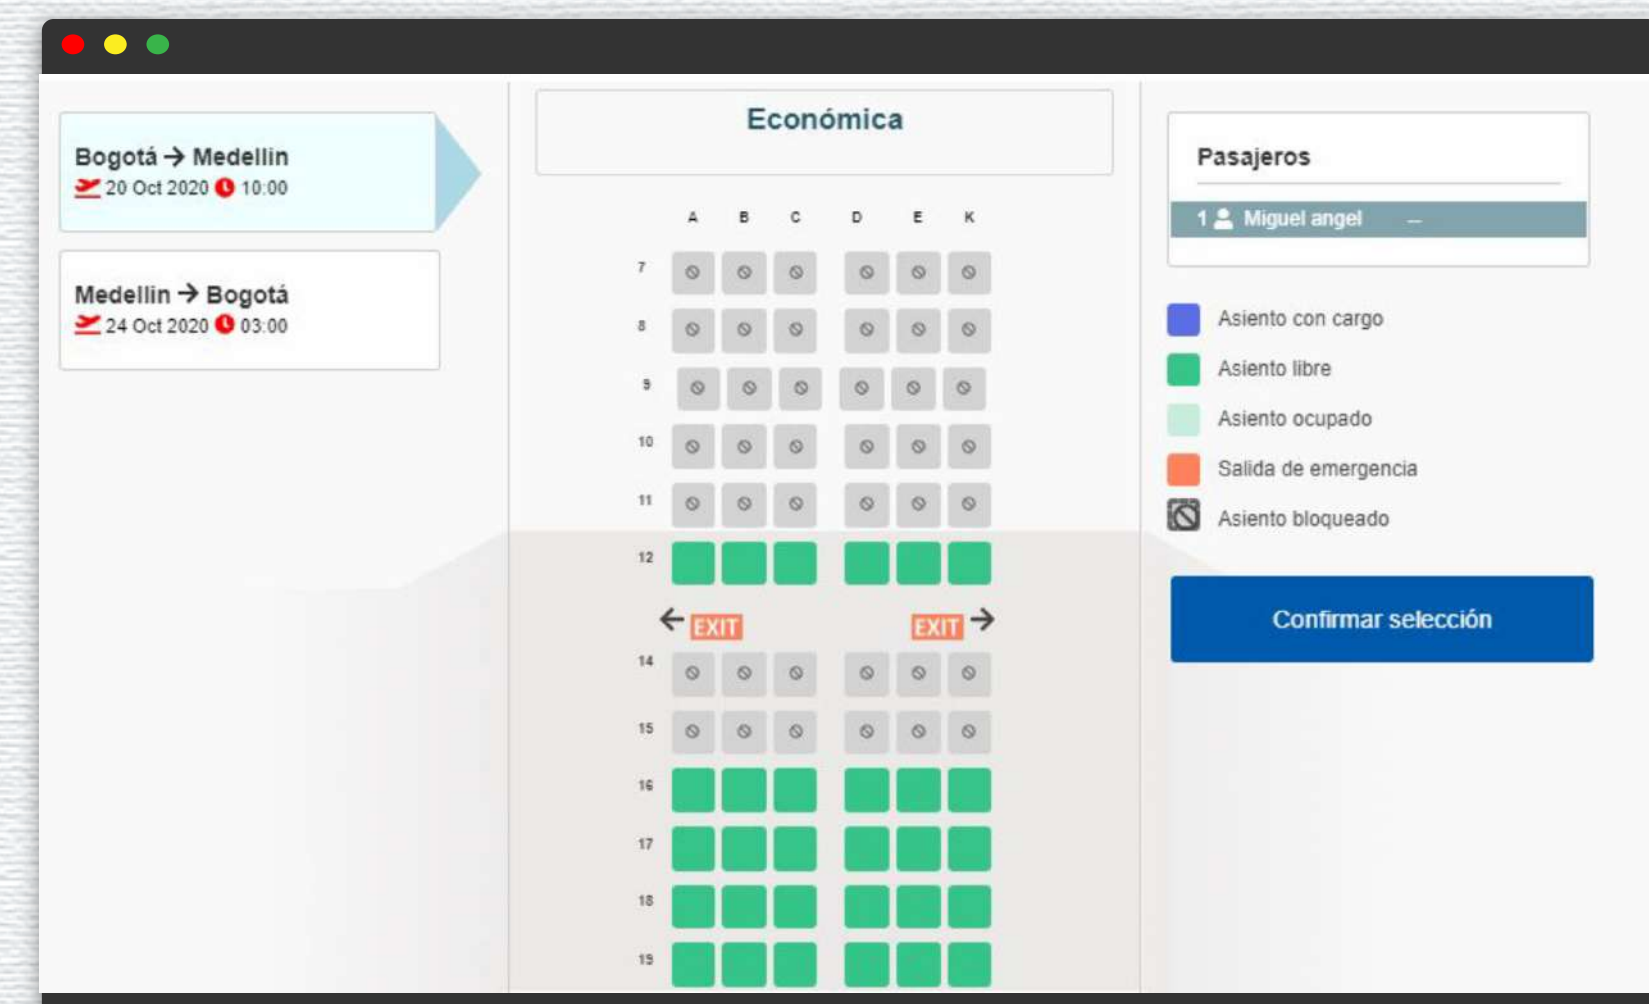 Bogotá → Medellin
20 Oct 2020 10:00
Medellin → Bogotá
24 Oct 2020 03:00
Económica
A B C D E K
7
8
9
10
11
12
← EXIT EXIT →
14
15
16
17
18
19
Pasajeros
1 Miguel angel --
Asiento con cargo
Asiento libre
Asiento ocupado
Salida de emergencia
Asiento bloqueado
Confirmar selección